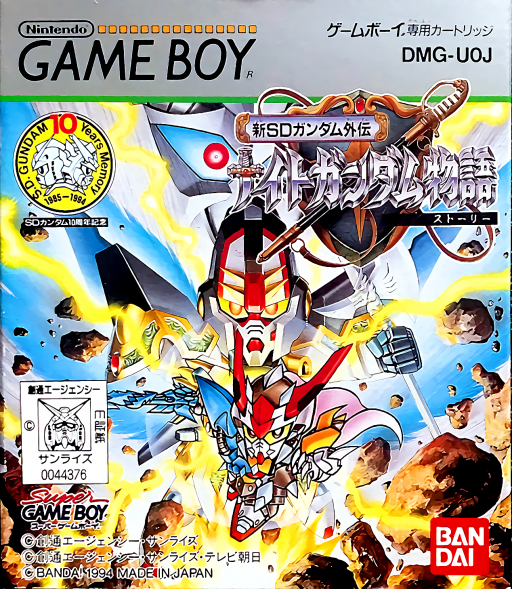 Nintendo
GAME BOY
R
ゲームボーイ専用カートリッジ
DMG-U0J
S.D GUNDAM 10 Years Memory
1985-1994
SDガンダム10周年記念
新SDガンダム外伝
ナイトガンダム物語
ストーリー
創通エージェンシー
©
サンライズ
0044376
証紙
Super
GAME BOY
スーパーゲームボーイ
©創通エージェンシー・サンライズ
©創通エージェンシー・サンライズ・テレビ朝日
© BANDAI 1994 MADE IN JAPAN
BAN
DAI